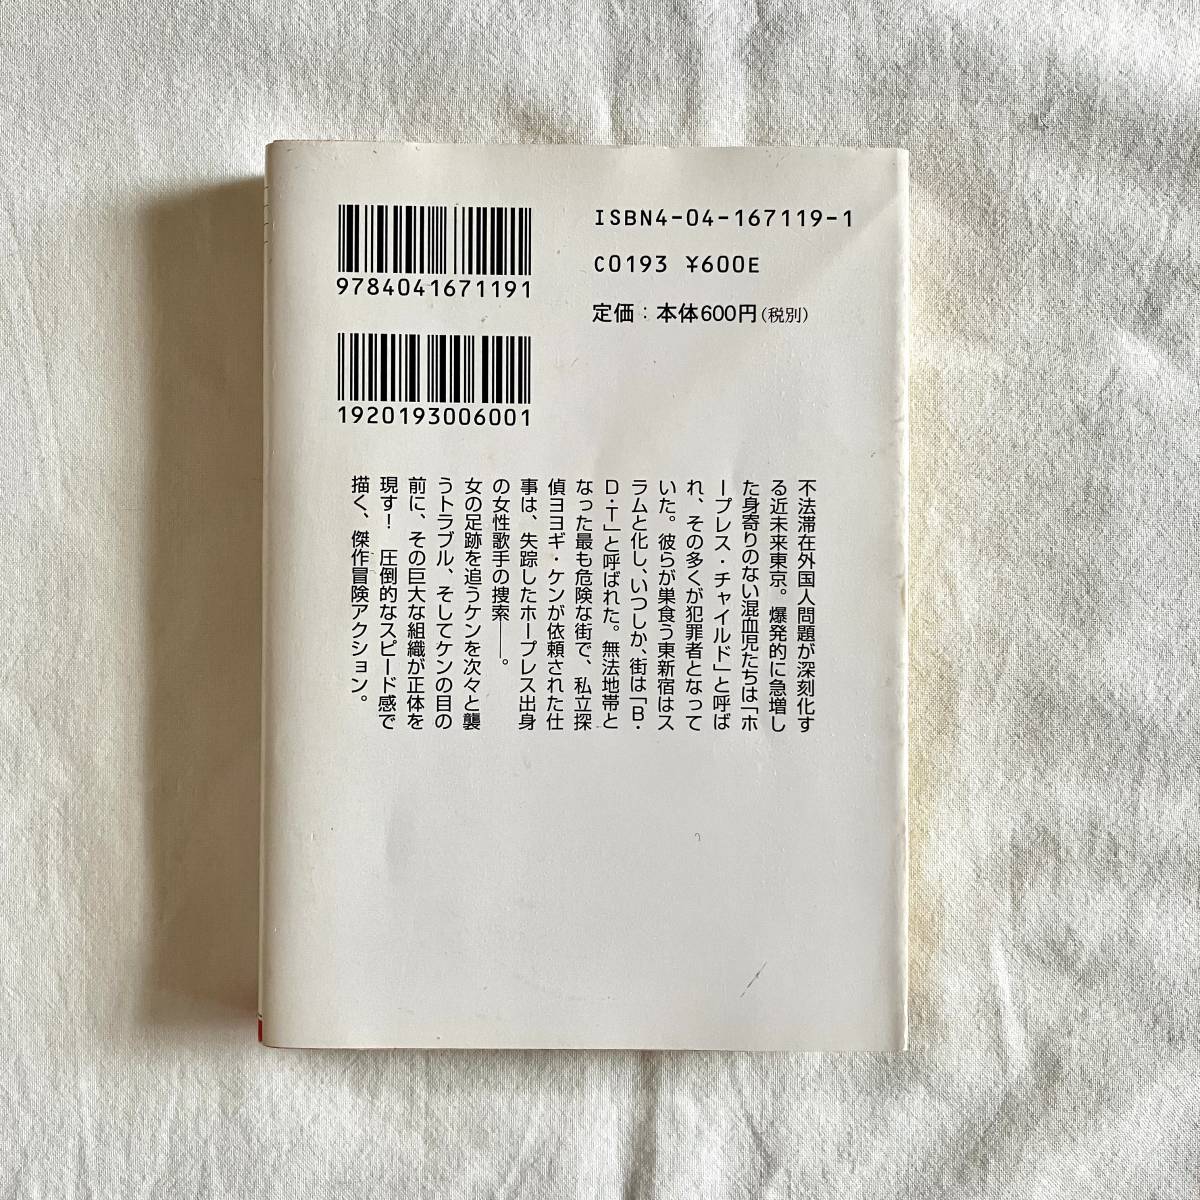 9784041671191
1920193006001
ISBN4-04-167119-1
C0193 ¥600E
定価：本体600円（税別）
不法滞在外国人問題が深刻化す
る近未来東京。爆発的に急増し
た身寄りのない混血児たちは「ホ
ープレス・チャイルド」と呼ば
れ、その多くが犯罪者となって
いた。彼らが巣食う東新宿はス
ラムと化し、いつしか、街は「B・
D・T」と呼ばれた。無法地帯と
なった最も危険な街で、私立探
偵ヨヨギ・ケンが依頼された仕
事は、失踪したホープレス出身
の女性歌手の捜索――。
女の足跡を追うケンを次々と襲
うトラブル、そしてケンの目の
前に、その巨大な組織が正体を
現す！　圧倒的なスピード感で
描く、傑作冒険アクション。